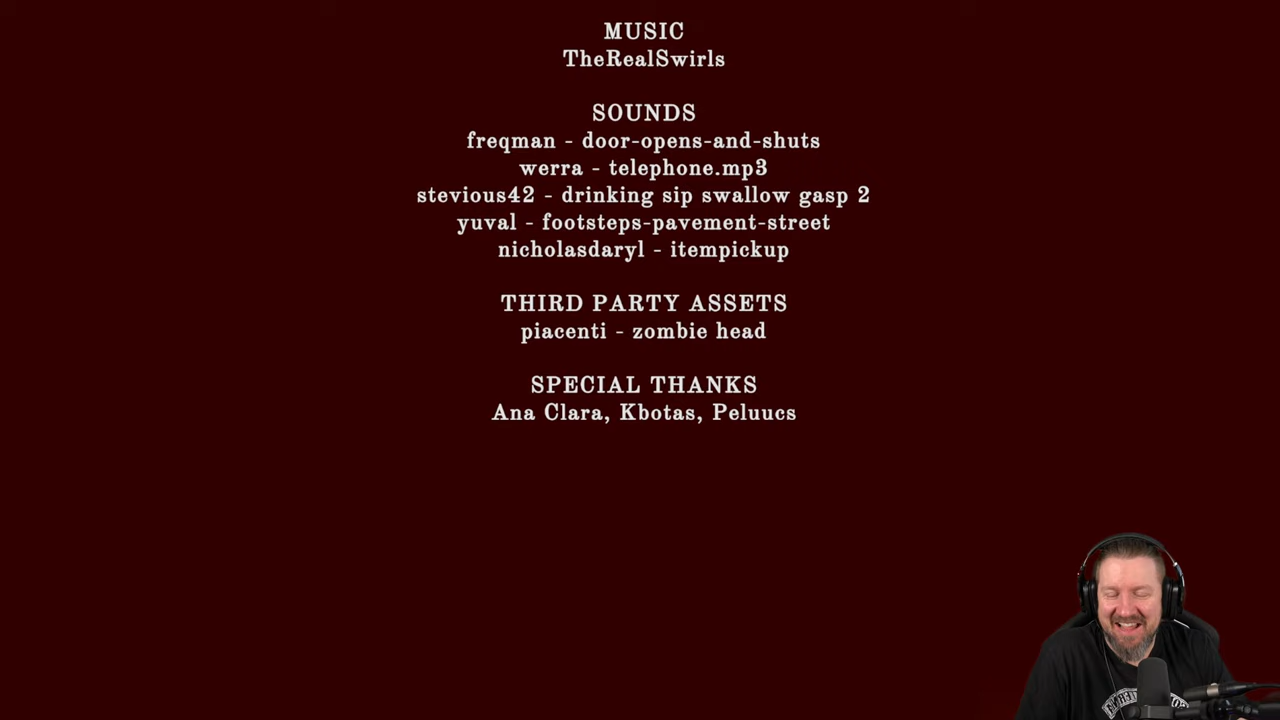 MUSIC
TheRealSwirls
SOUNDS
freqman - door-opens-and-shuts
werra - telephone.mp3
stevious42 - drinking sip swallow gasp 2
yuval - footsteps-pavement-street
nicholasdaryl - itempickup
THIRD PARTY ASSETS
piacenti - zombie head
SPECIAL THANKS
Ana Clara, Kbotas, Peluucs